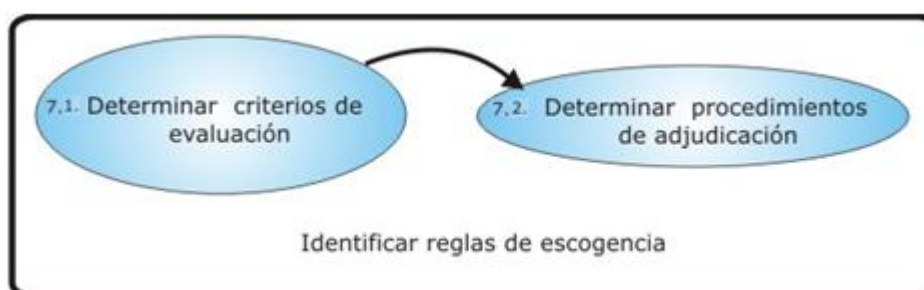 7.1. Determinar criterios de
evaluación
7.2. Determinar procedimientos
de adjudicación
Identificar reglas de escogencia